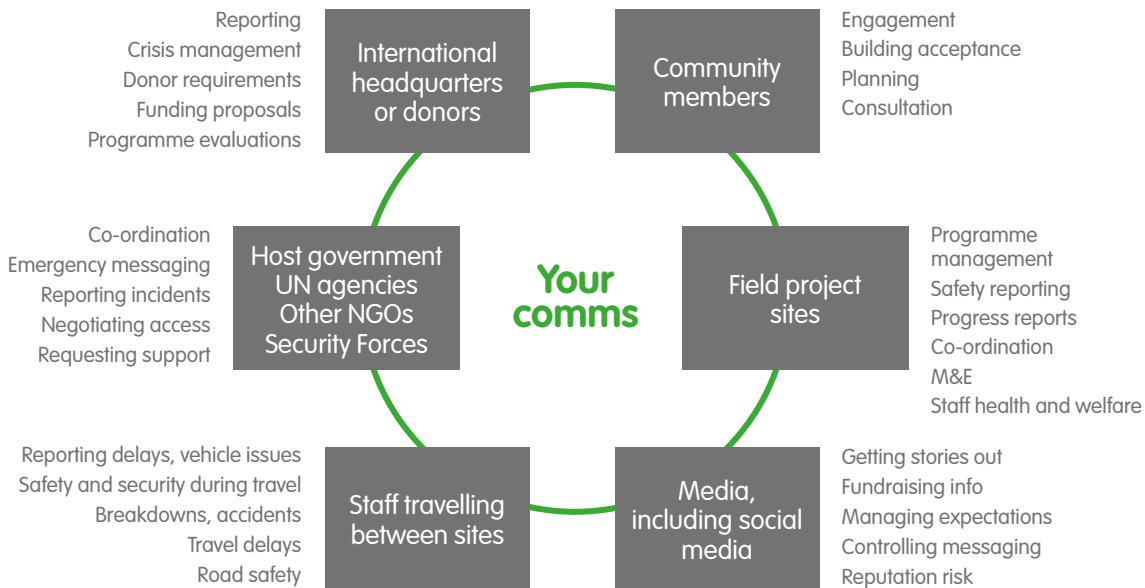 Reporting
Crisis management
Donor requirements
Funding proposals
Programme evaluations
International
headquarters
or donors
Community
members
Engagement
Building acceptance
Planning
Consultation
Co-ordination
Emergency messaging
Reporting incidents
Negotiating access
Requesting support
Host government
UN agencies
Other NGOs
Security Forces
Your
comms
Field project
sites
Programme
management
Safety reporting
Progress reports
Co-ordination
M&E
Staff health and welfare
Reporting delays, vehicle issues
Safety and security during travel
Breakdowns, accidents
Travel delays
Road safety
Staff travelling
between sites
Media,
including social
media
Getting stories out
Fundraising info
Managing expectations
Controlling messaging
Reputation risk